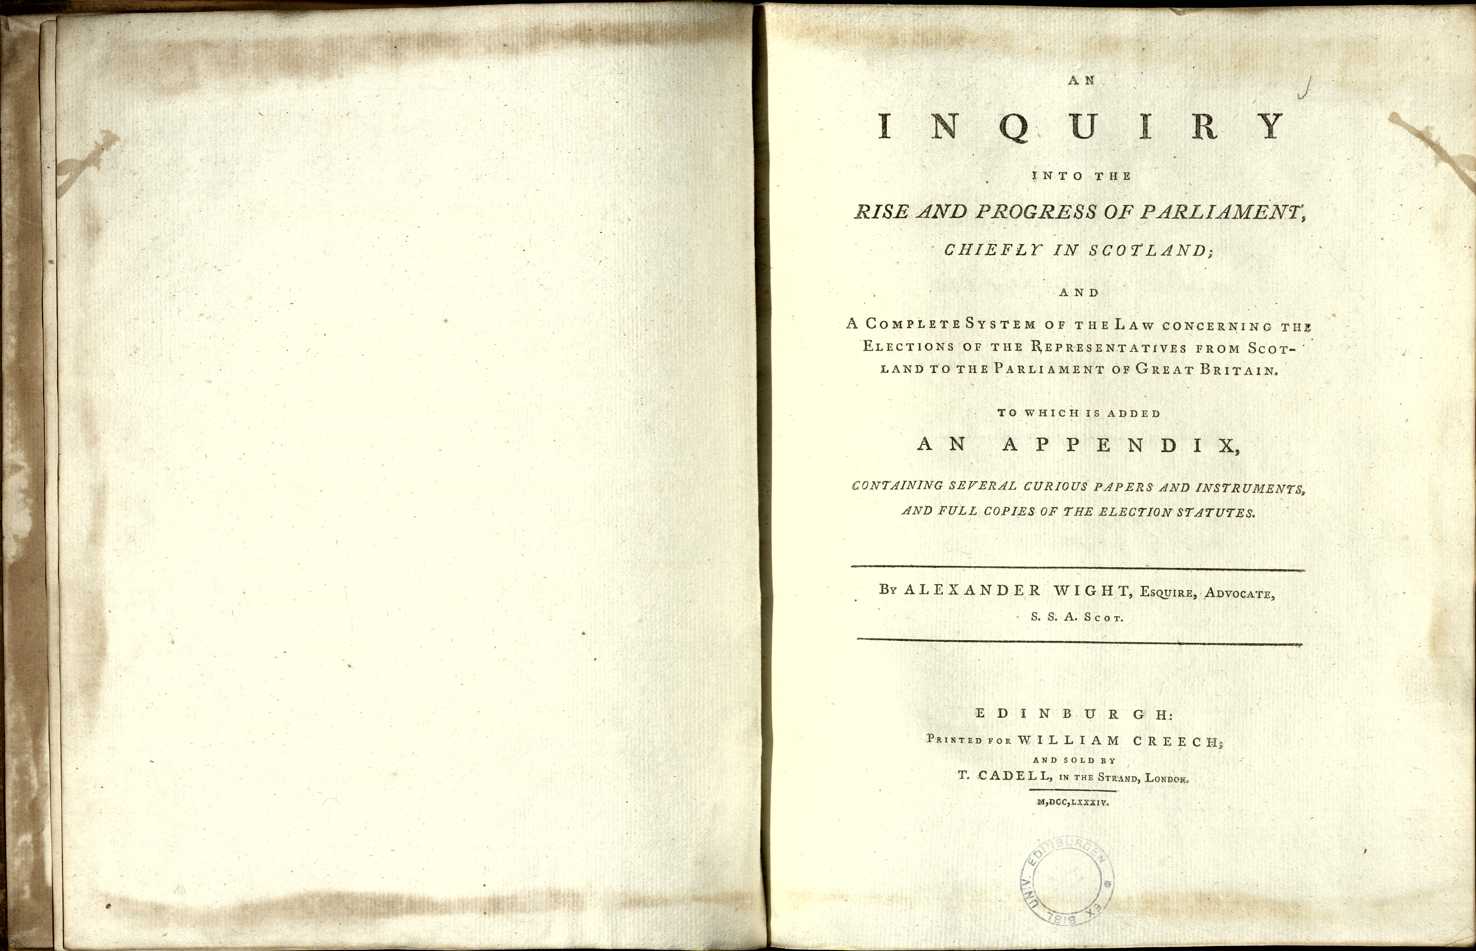 AN
INQUIRY
INTO THE
RISE AND PROGRESS OF PARLIAMENT,
CHIEFLY IN SCOTLAND;
AND
A COMPLETE SYSTEM OF THE LAW CONCERNING THE
ELECTIONS OF THE REPRESENTATIVES FROM SCOT-
LAND TO THE PARLIAMENT OF GREAT BRITAIN.
TO WHICH IS ADDED
AN APPENDIX,
CONTAINING SEVERAL CURIOUS PAPERS AND INSTRUMENTS,
AND FULL COPIES OF THE ELECTION STATUTES.
BY ALEXANDER WIGHT, ESQUIRE, ADVOCATE,
S. S. A. SCOT.
EDINBURGH:
PRINTED FOR WILLIAM CREECH;
AND SOLD BY
T. CADELL, IN THE STRAND, LONDON.
M,DCC,LXXXIV.
EX BIBL. UNIV. EDINBURGEN